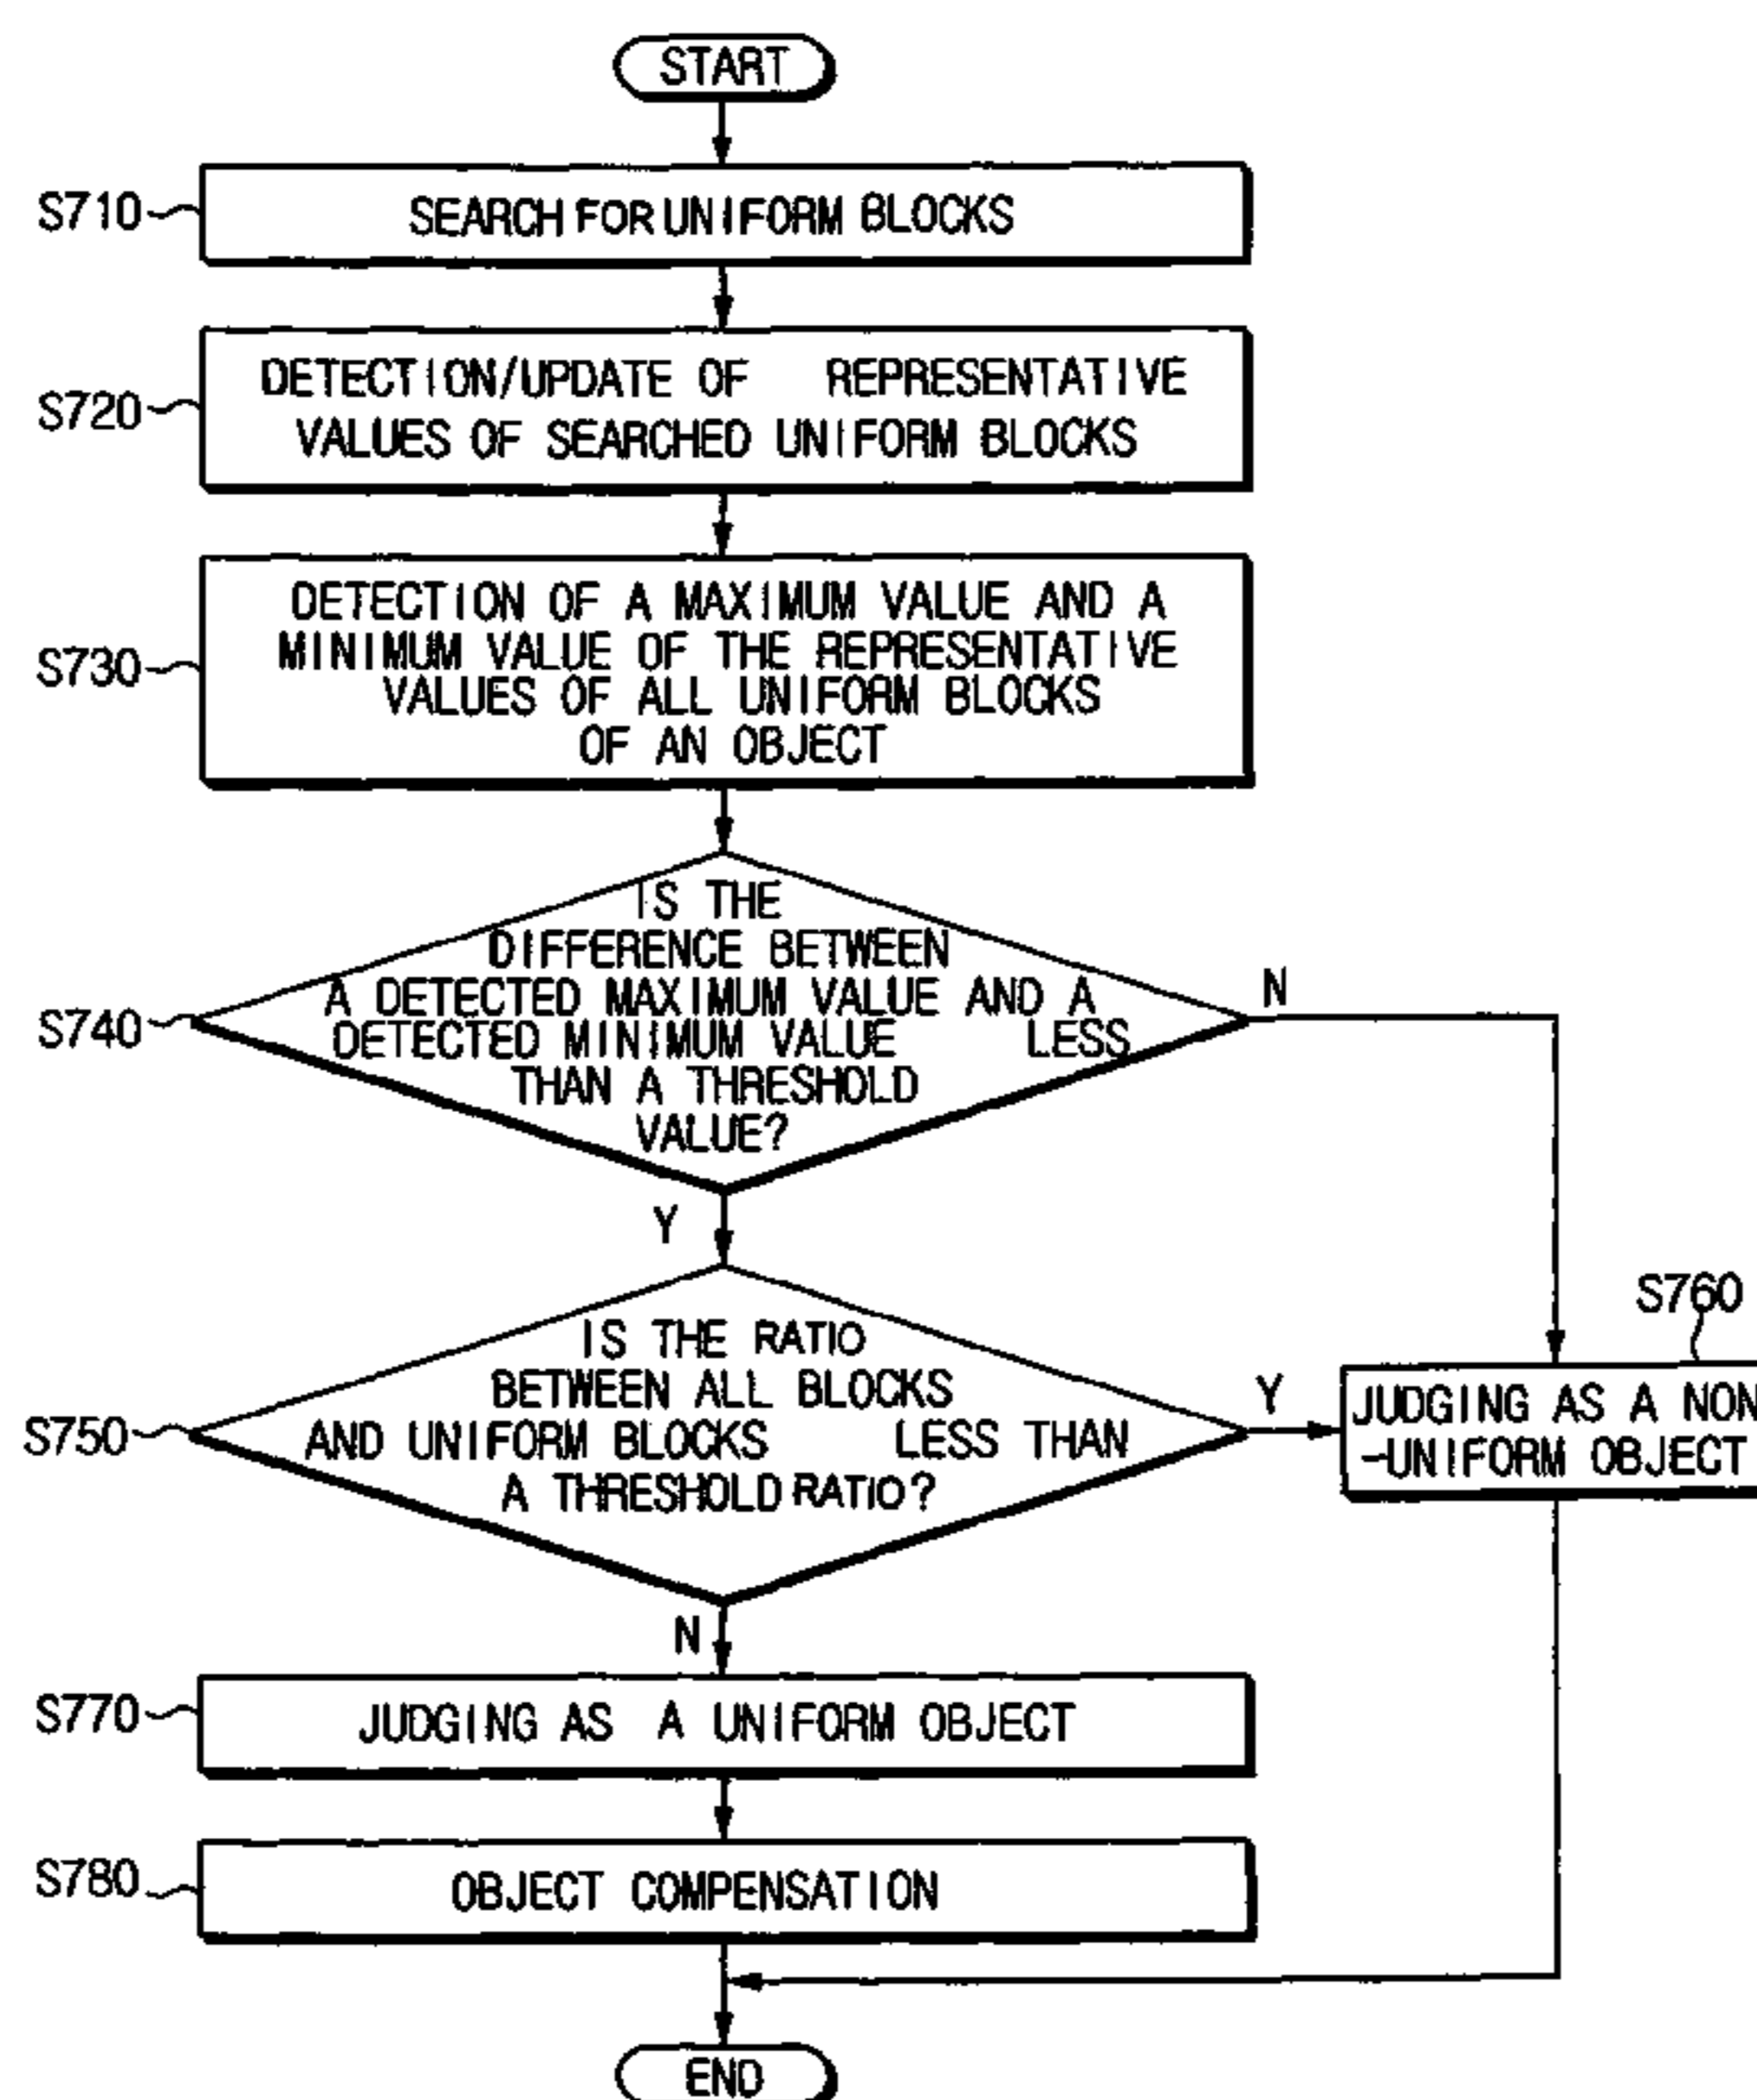 START
S710
SEARCH FOR UNIFORM BLOCKS
S720
DETECTION/UPDATE OF REPRESENTATIVE
VALUES OF SEARCHED UNIFORM BLOCKS
S730
DETECTION OF A MAXIMUM VALUE AND A
MINIMUM VALUE OF THE REPRESENTATIVE
VALUES OF ALL UNIFORM BLOCKS
OF AN OBJECT
S740
IS THE
DIFFERENCE BETWEEN
A DETECTED MAXIMUM VALUE AND A
DETECTED MINIMUM VALUE LESS
THAN A THRESHOLD
VALUE?
N
Y
S750
IS THE RATIO
BETWEEN ALL BLOCKS
AND UNIFORM BLOCKS LESS THAN
A THRESHOLD RATIO?
Y
S760
JUDGING AS A NON
-UNIFORM OBJECT
N
S770
JUDGING AS A UNIFORM OBJECT
S780
OBJECT COMPENSATION
END